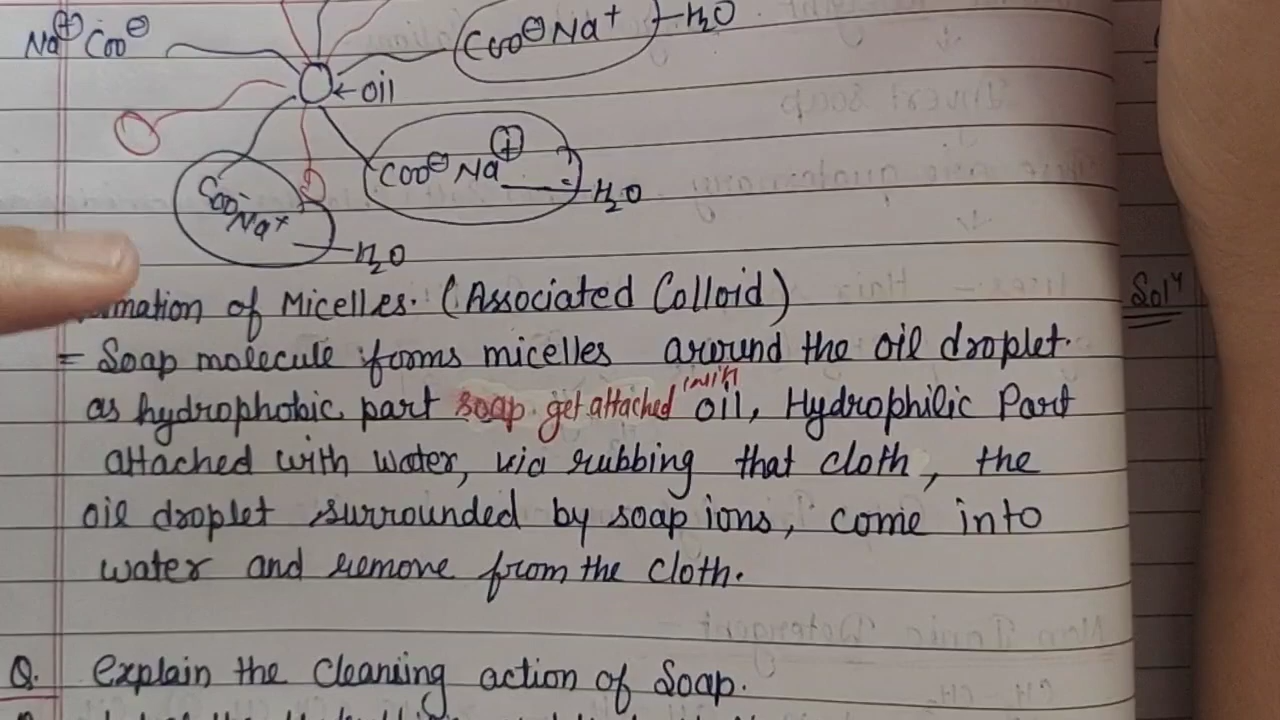 Na⊕ Coo⊖
Coo⊖Na+ — H2O
← oil
Coo⊖ Na⊕ — H2O
Coo- Na+ — H2O
mation of Micelles. (Associated Colloid)
= Soap molecule forms micelles around the oil droplet.
as hydrophobic part soap get attached with oil, Hydrophilic Part
attached with water, via rubbing that cloth, the
oil droplet surrounded by soap ions, come into
water and remove from the cloth.
Q. Explain the Cleaning action of Soap.
Solⁿ